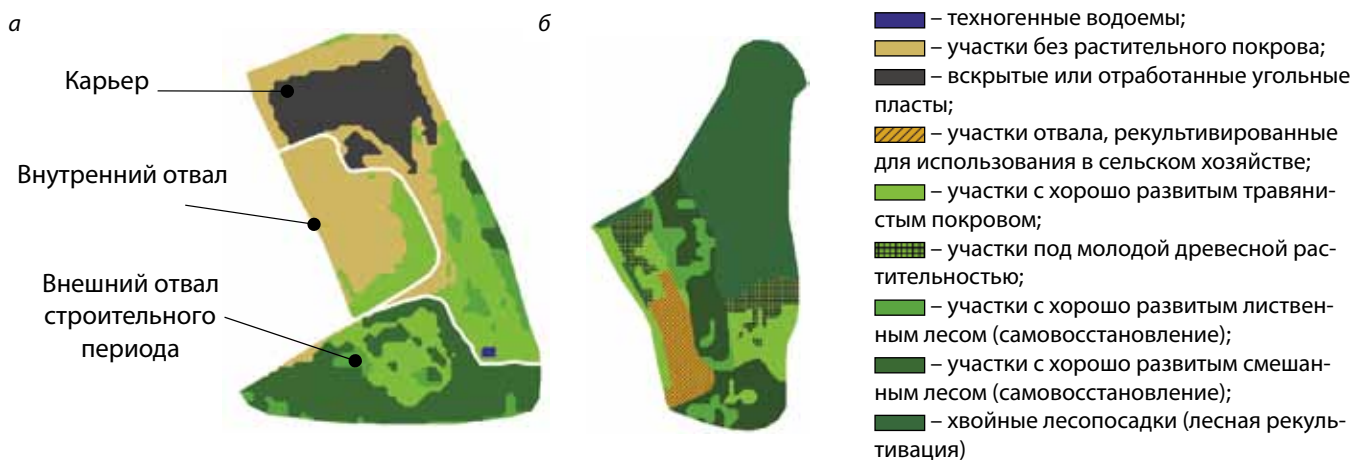 а
б
Карьер
Внутренний отвал
Внешний отвал
строительного
периода
– техногенные водоемы;
– участки без растительного покрова;
– вскрытые или отработанные угольные
пласты;
– участки отвала, рекультивированные
для использования в сельском хозяйстве;
– участки с хорошо развитым травяни-
стым покровом;
– участки под молодой древесной рас-
тительностью;
– участки с хорошо развитым листвен-
ным лесом (самовосстановление);
– участки с хорошо развитым смешан-
ным лесом (самовосстановление);
– хвойные лесопосадки (лесная рекуль-
тивация)